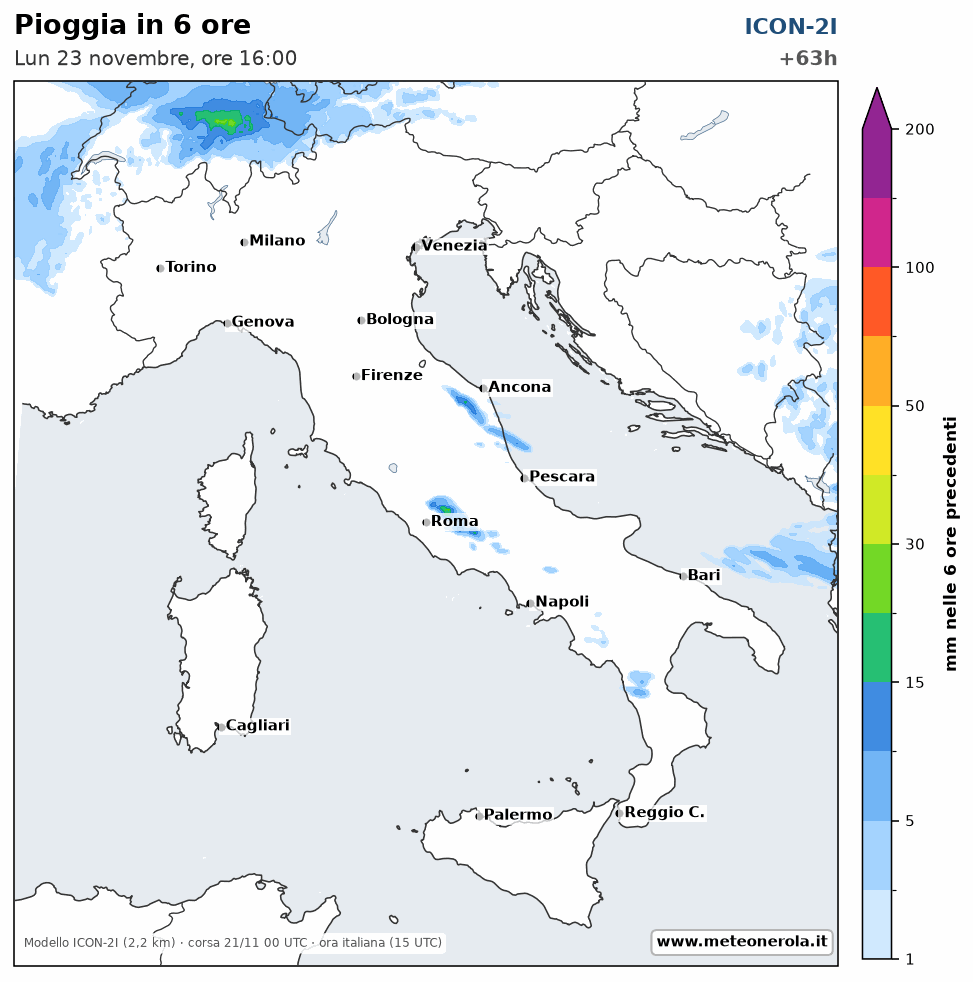 Pioggia in 6 ore
ICON-2I
Lun 23 novembre, ore 16:00
+63h
Milano
Venezia
Torino
Genova
Bologna
Firenze
Ancona
Pescara
Roma
Bari
Napoli
Cagliari
Palermo
Reggio C.
200
100
50
30
15
5
1
mm nelle 6 ore precedenti
Modello ICON-2I (2,2 km) · corsa 21/11 00 UTC · ora italiana (15 UTC)
www.meteonerola.it